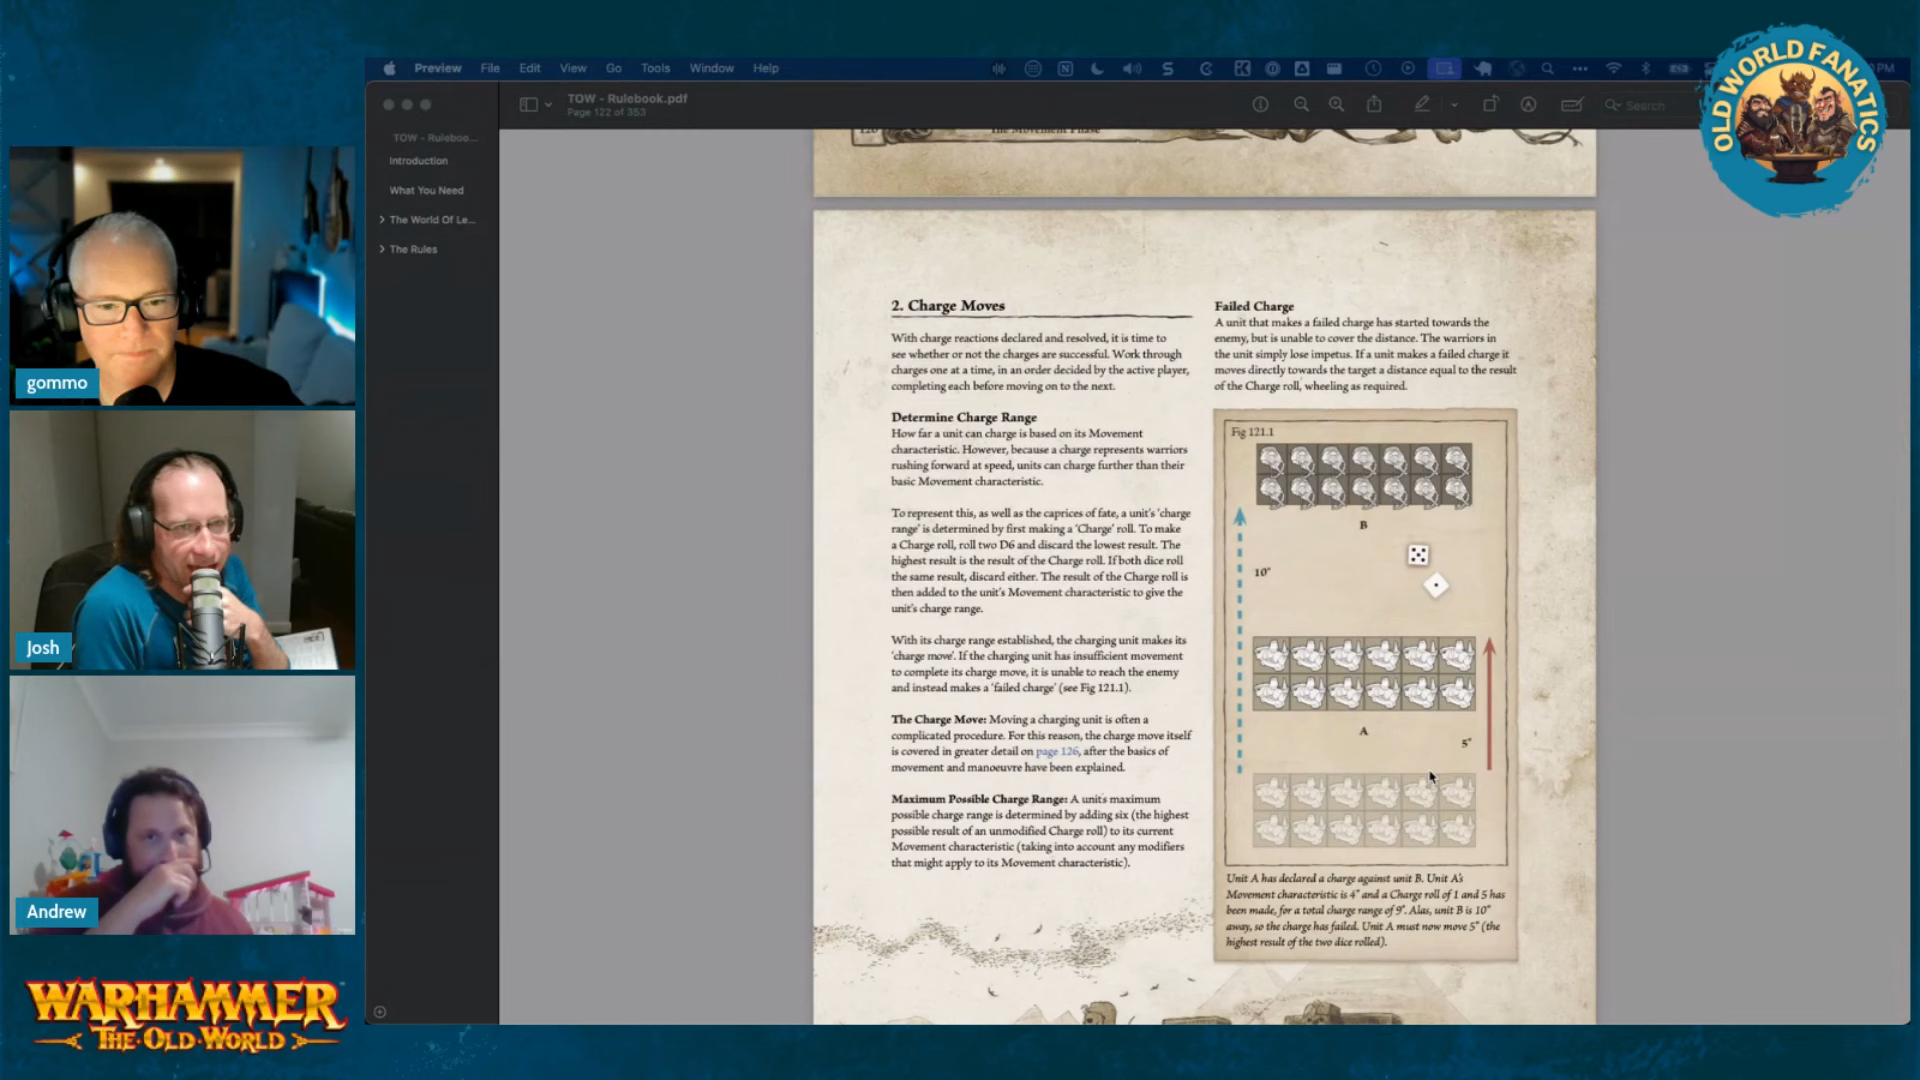 Preview File Edit View Go Tools Window Help
PM
TOW - Rulebook.pdf
Page 122 of 353
Search
OLD WORLD FANATICS
TOW - Ruleboo...
Introduction
What You Need
The World Of Le...
The Rules
gommo
Josh
Andrew
WARHAMMER
THE OLD WORLD
120
The Movement Phase
2. Charge Moves
With charge reactions declared and resolved, it is time to
see whether or not the charges are successful. Work through
charges one at a time, in an order decided by the active player,
completing each before moving on to the next.
Determine Charge Range
How far a unit can charge is based on its Movement
characteristic. However, because a charge represents warriors
rushing forward at speed, units can charge further than their
basic Movement characteristic.
To represent this, as well as the caprices of fate, a unit's 'charge
range' is determined by first making a 'Charge' roll. To make
a Charge roll, roll two D6 and discard the lowest result. The
highest result is the result of the Charge roll. If both dice roll
the same result, discard either. The result of the Charge roll is
then added to the unit's Movement characteristic to give the
unit's charge range.
With its charge range established, the charging unit makes its
'charge move'. If the charging unit has insufficient movement
to complete its charge move, it is unable to reach the enemy
and instead makes a 'failed charge' (see Fig 121.1).
The Charge Move: Moving a charging unit is often a
complicated procedure. For this reason, the charge move itself
is covered in greater detail on page 126, after the basics of
movement and manoeuvre have been explained.
Maximum Possible Charge Range: A unit's maximum
possible charge range is determined by adding six (the highest
possible result of an unmodified Charge roll) to its current
Movement characteristic (taking into account any modifiers
that might apply to its Movement characteristic).
Failed Charge
A unit that makes a failed charge has started towards the
enemy, but is unable to cover the distance. The warriors in
the unit simply lose impetus. If a unit makes a failed charge it
moves directly towards the target a distance equal to the result
of the Charge roll, wheeling as required.
Fig 121.1
B
10"
A
5"
Unit A has declared a charge against unit B. Unit A's
Movement characteristic is 4" and a Charge roll of 1 and 5 has
been made, for a total charge range of 9". Alas, unit B is 10"
away, so the charge has failed. Unit A must now move 5" (the
highest result of the two dice rolled).